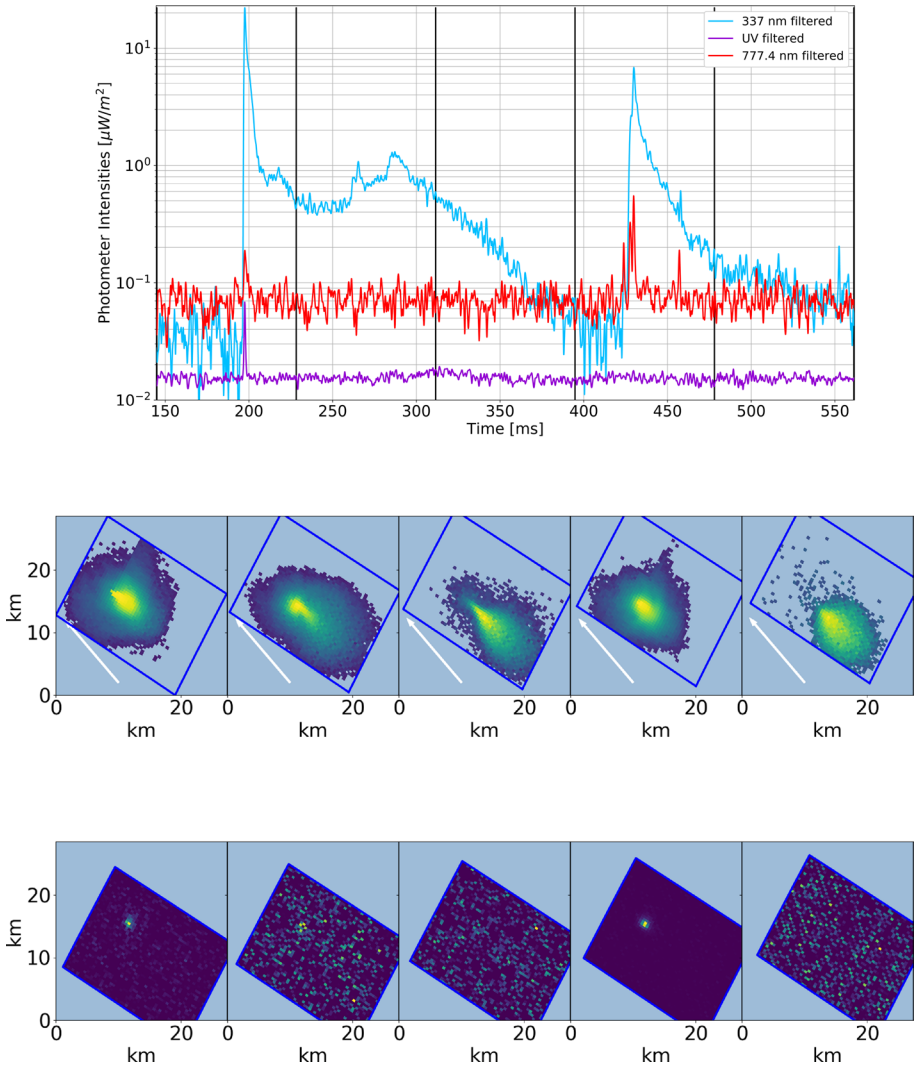 Photometer Intensities [μW/m²]
10¹
10⁰
10⁻¹
10⁻²
337 nm filtered
UV filtered
777.4 nm filtered
150 200 250 300 350 400 450 500 550
Time [ms]
km
20
10
0
0 20 0 20 0 20 0 20 0 20
km km km km km
km
20
10
0
0 20 0 20 0 20 0 20 0 20
km km km km km